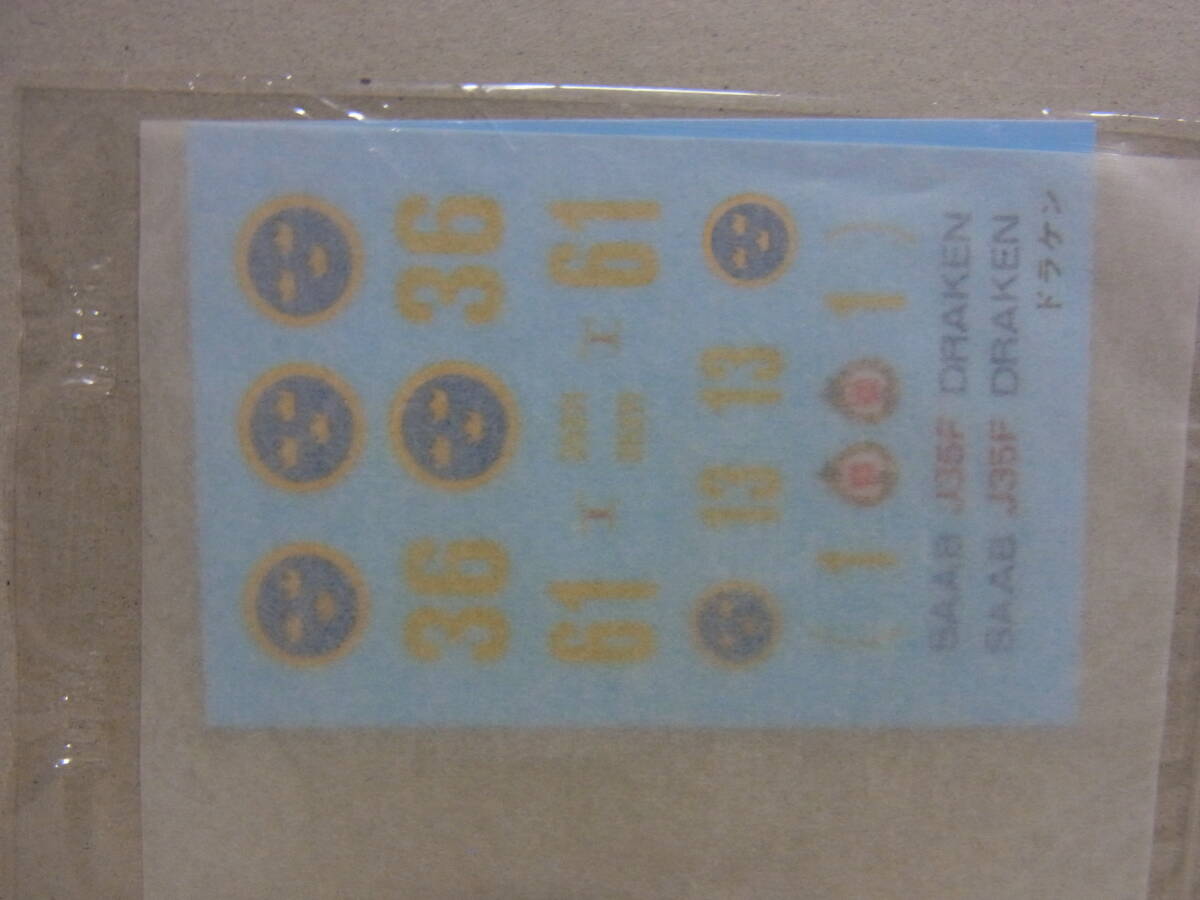 36 36
61 61
13 13
1 1
SAAB J35F DRAKEN
SAAB J35F DRAKEN
ドラケン